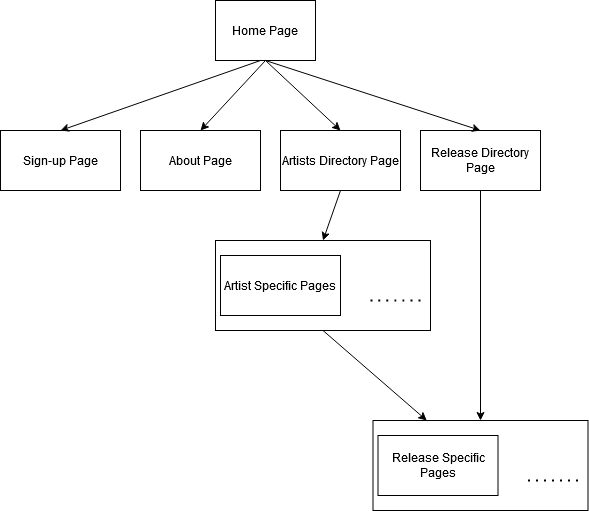 Home Page
Sign-up Page
About Page
Artists Directory Page
Release Directory
Page
Artist Specific Pages
.......
Release Specific
Pages
.......